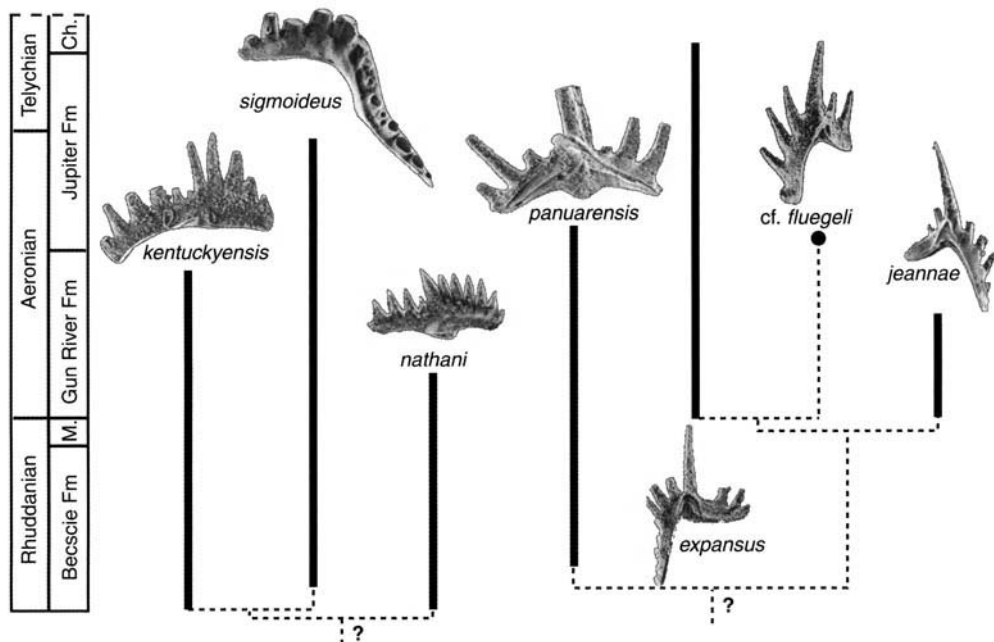 Telychian
Aeronian
Rhuddanian
Ch.
Jupiter Fm
Gun River Fm
M.
Becscie Fm
sigmoideus
kentuckyensis
nathani
panuarensis
cf. fluegeli
jeannae
expansus
?
?